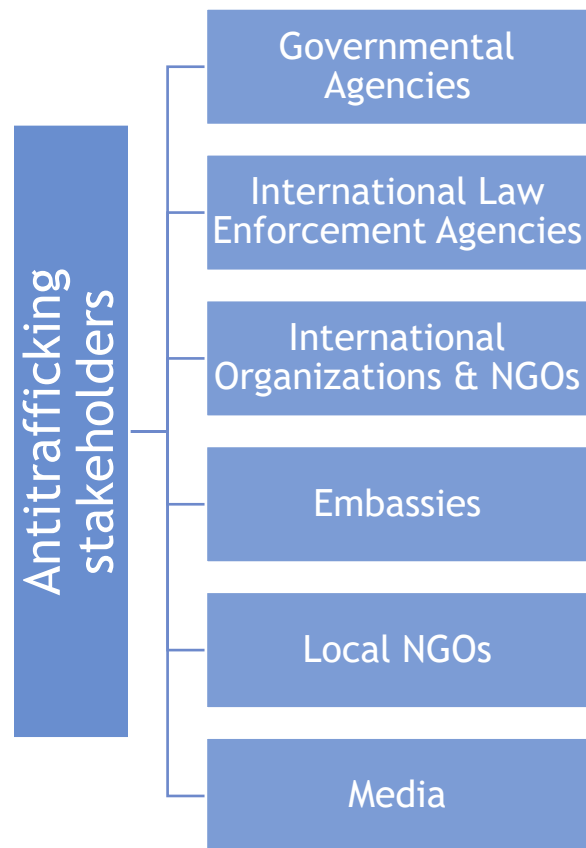 Antitrafficking
stakeholders
Governmental
Agencies
International Law
Enforcement Agencies
International
Organizations & NGOs
Embassies
Local NGOs
Media